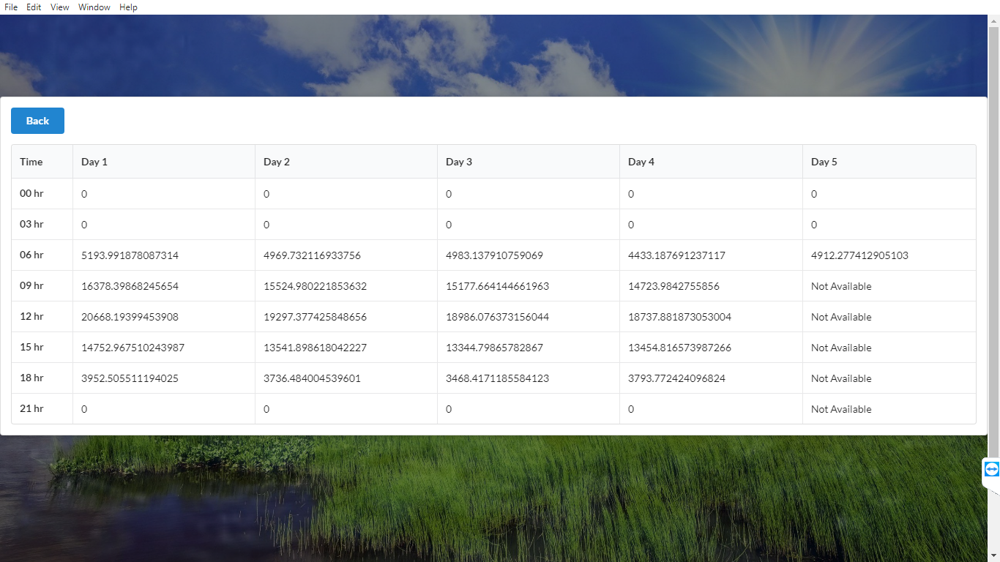 File Edit View Window Help
Back
Time Day 1 Day 2 Day 3 Day 4 Day 5
00 hr 0 0 0 0 0
03 hr 0 0 0 0 0
06 hr 5193.991878087314 4969.732116933756 4983.137910759069 4433.187691237117 4912.277412905103
09 hr 16378.39868245654 15524.980221853632 15177.664144661963 14723.9842755856 Not Available
12 hr 20668.19399453908 19297.377425848656 18986.076373156044 18737.881873053004 Not Available
15 hr 14752.967510243987 13541.898618042227 13344.79865782867 13454.816573987266 Not Available
18 hr 3952.505511194025 3736.484004539601 3468.4171185584123 3793.772424096824 Not Available
21 hr 0 0 0 0 Not Available